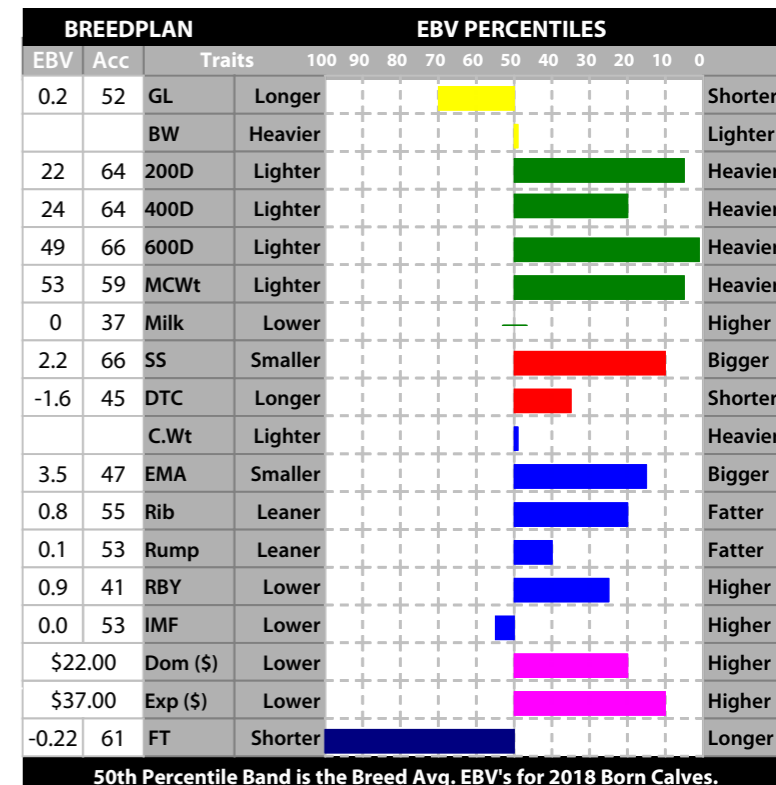 BREEDPLAN EBV PERCENTILES
EBV Acc Traits 100 90 80 70 60 50 40 30 20 10 0
0.2 52 GL Longer Shorter
BW Heavier Lighter
22 64 200D Lighter Heavier
24 64 400D Lighter Heavier
49 66 600D Lighter Heavier
53 59 MCWt Lighter Heavier
0 37 Milk Lower Higher
2.2 66 SS Smaller Bigger
-1.6 45 DTC Longer Shorter
C.Wt Lighter Heavier
3.5 47 EMA Smaller Bigger
0.8 55 Rib Leaner Fatter
0.1 53 Rump Leaner Fatter
0.9 41 RBY Lower Higher
0.0 53 IMF Lower Higher
$22.00 Dom ($) Lower Higher
$37.00 Exp ($) Lower Higher
-0.22 61 FT Shorter Longer
50th Percentile Band is the Breed Avg. EBV's for 2018 Born Calves.